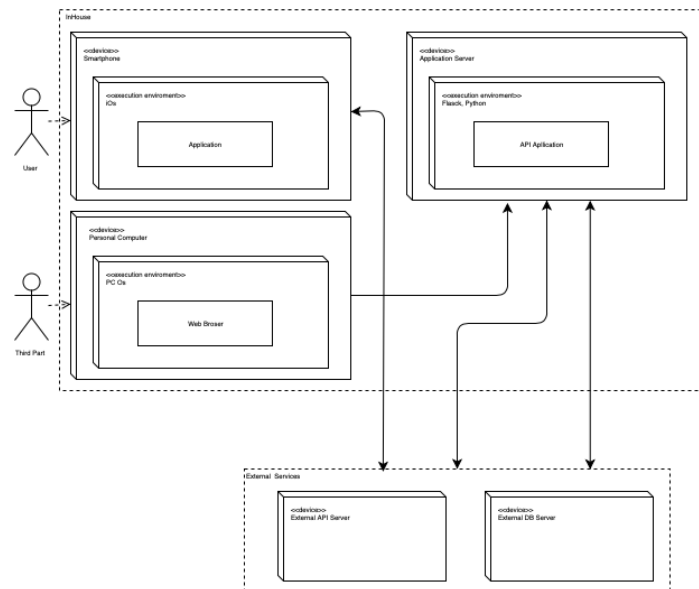 InHouse
<<device>>
Smartphone
<<execution enviroment>>
iOs
Application
User
<<device>>
Application Server
<<execution enviroment>>
Flasck, Python
API Apllication
<<device>>
Personal Computer
<<execution enviroment>>
PC Os
Web Broser
Third Part
External Services
<<device>>
External API Server
<<device>>
External DB Server